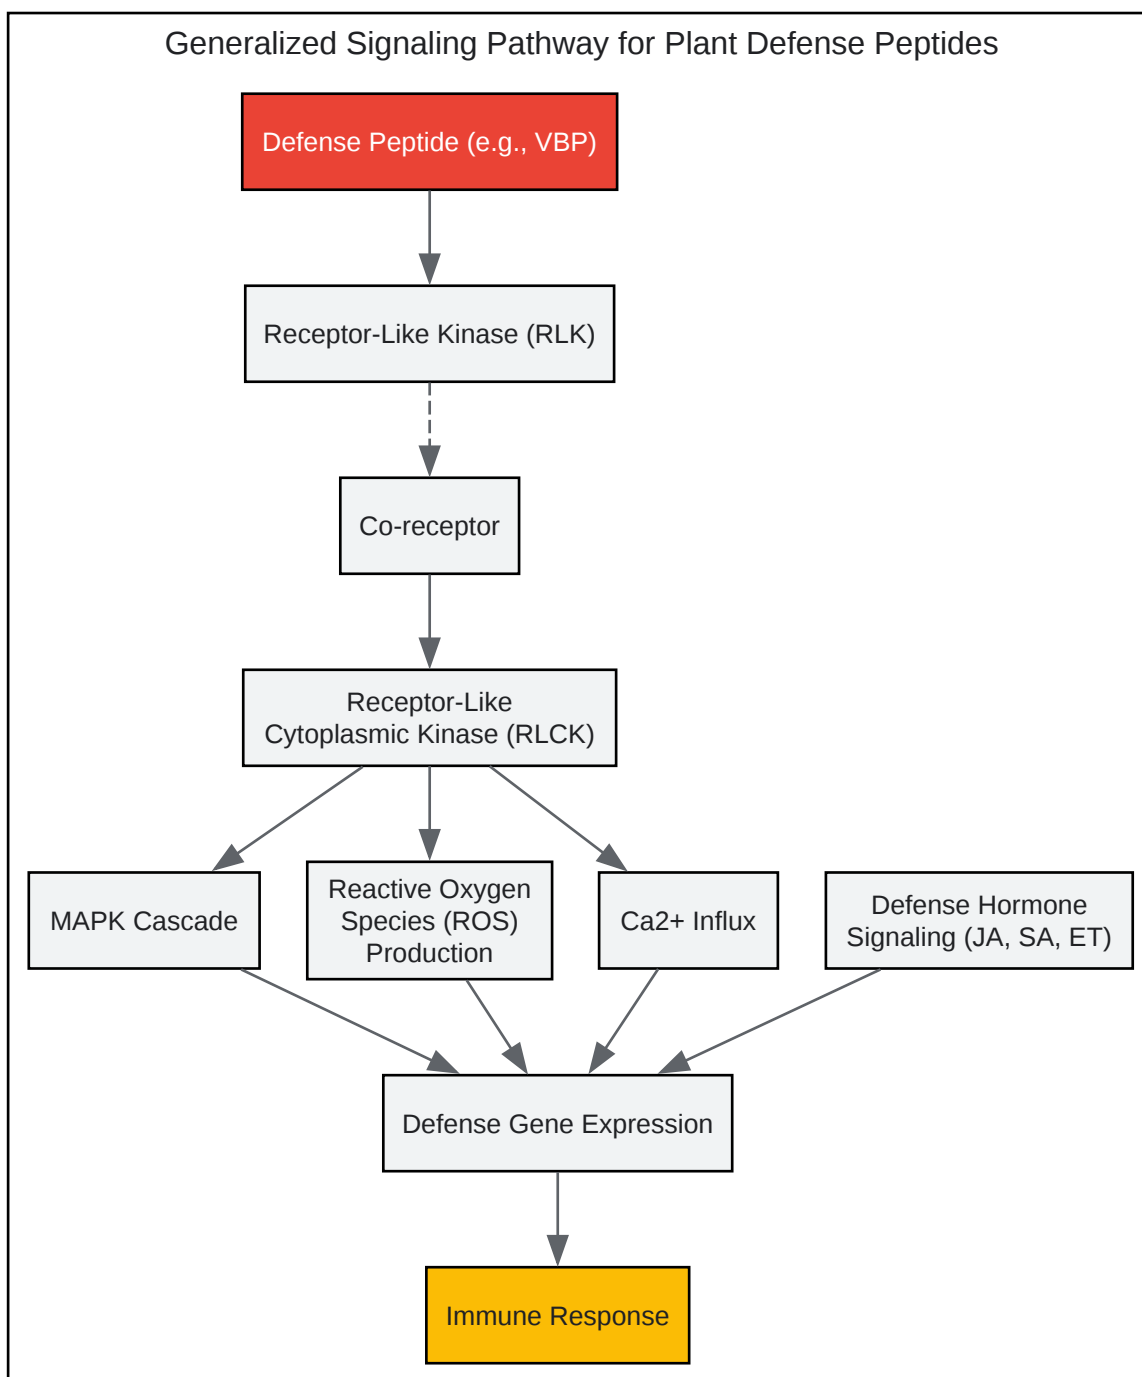 Generalized Signaling Pathway for Plant Defense Peptides
Defense Peptide (e.g., VBP)
Receptor-Like Kinase (RLK)
Co-receptor
Receptor-Like
Cytoplasmic Kinase (RLCK)
MAPK Cascade
Reactive Oxygen
Species (ROS)
Production
Ca2+ Influx
Defense Hormone
Signaling (JA, SA, ET)
Defense Gene Expression
Immune Response